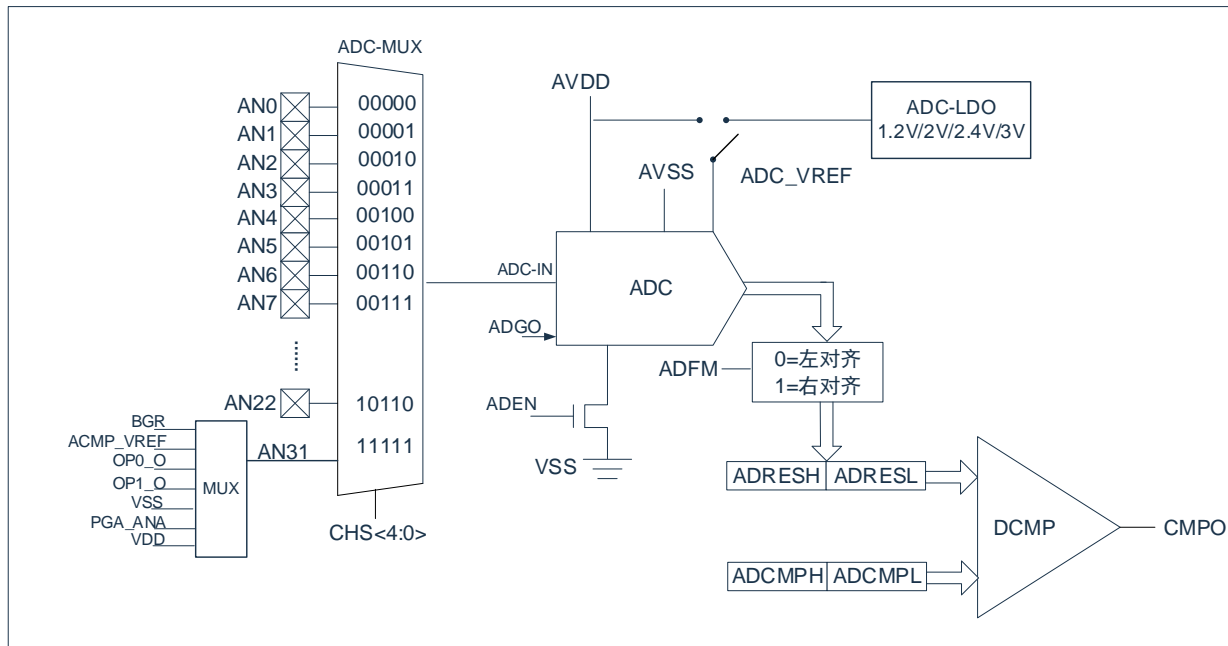 ADC-MUX
AN0
00000
AN1
00001
AN2
00010
AN3
00011
AN4
00100
AN5
00101
AN6
00110
AN7
00111
AN22
10110
BGR
ACMP_VREF
OP0_O
OP1_O
VSS
PGA_ANA
VDD
MUX
AN31
11111
CHS<4:0>
AVDD
AVSS
ADC_VREF
ADC-LDO
1.2V/2V/2.4V/3V
ADC-IN
ADC
ADGO
ADEN
VSS
ADFM
0=左对齐
1=右对齐
ADRESH ADRESL
ADCMPH ADCMPL
DCMP
CMPO